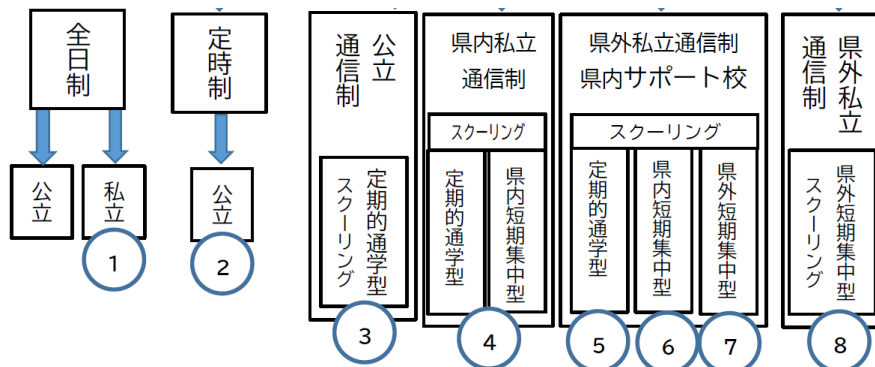 全日制
公立
私立
1
定時制
公立
2
公立
通信制
定期的通学型
スクーリング
3
県内私立
通信制
スクーリング
定期的通学型
県内短期集中型
4
県外私立通信制
県内サポート校
スクーリング
定期的通学型
県内短期集中型
県外短期集中型
5
6
7
県外私立
通信制
県外短期集中型
スクーリング
8